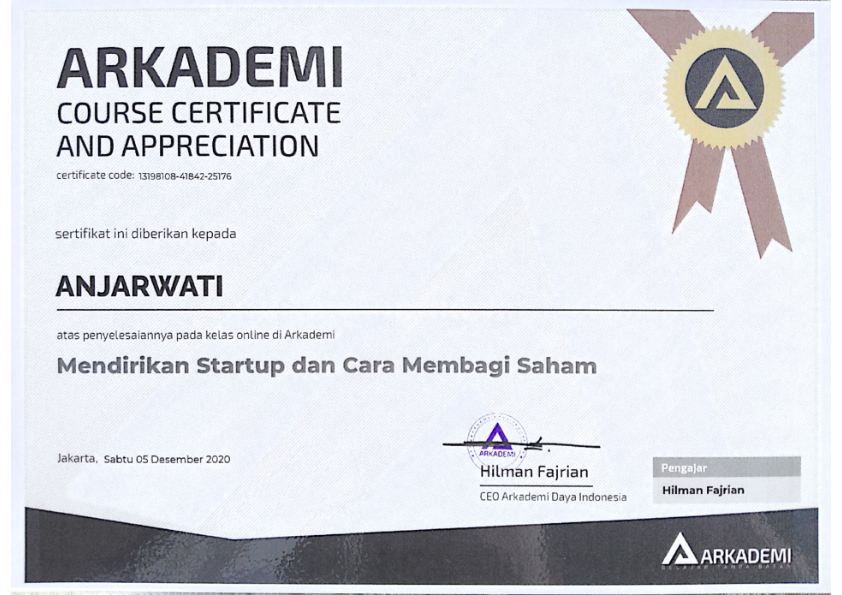 ARKADEMI
COURSE CERTIFICATE
AND APPRECIATION
certificate code: 13198108-41842-25176
sertifikat ini diberikan kepada
ANJARWATI
atas penyelesaiannya pada kelas online di Arkademi
Mendirikan Startup dan Cara Membagi Saham
Jakarta, Sabtu 05 Desember 2020
ARKADEMI
Hilman Fajrian
CEO Arkademi Daya Indonesia
Pengajar
Hilman Fajrian
ARKADEMI
BELAJAR TANPA BATAS